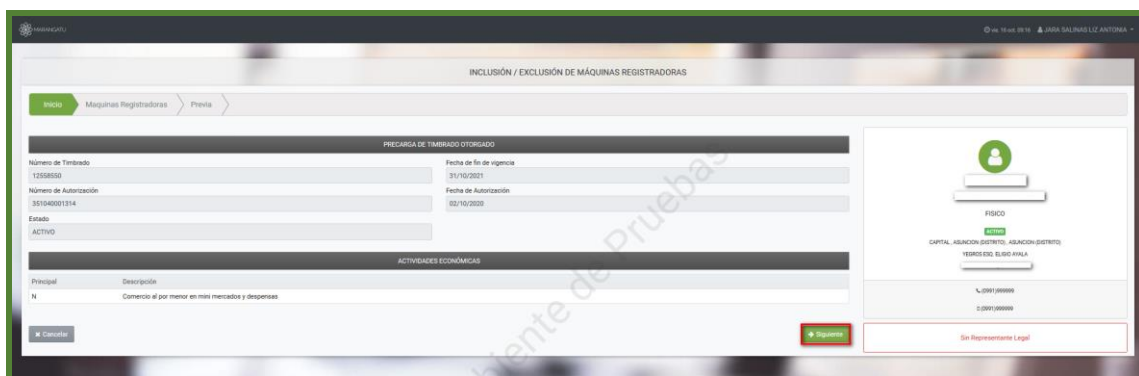 MARANGATU
JARA SALINAS LIZ ANTONIA
INCLUSIÓN / EXCLUSIÓN DE MÁQUINAS REGISTRADORAS
Inicio
Maquinas Registradoras
Previa
PRECARGA DE TIMBRADO OTORGADO
Número de Timbrado
12558550
Fecha de fin de vigencia
31/10/2021
Número de Autorización
351040001314
Fecha de Autorización
02/10/2020
Estado
ACTIVO
ACTIVIDADES ECONÓMICAS
Principal Descripción
N Comercio al por menor en mini mercados y despensas
Cancelar
Siguiente
FISICO
ACTIVO
CAPITAL , ASUNCION (DISTRITO) , ASUNCION (DISTRITO)
YEGROS ESQ. ELIGIO AYALA
(0991)999999
(0991)999999
Sin Representante Legal
biente de Pruebas